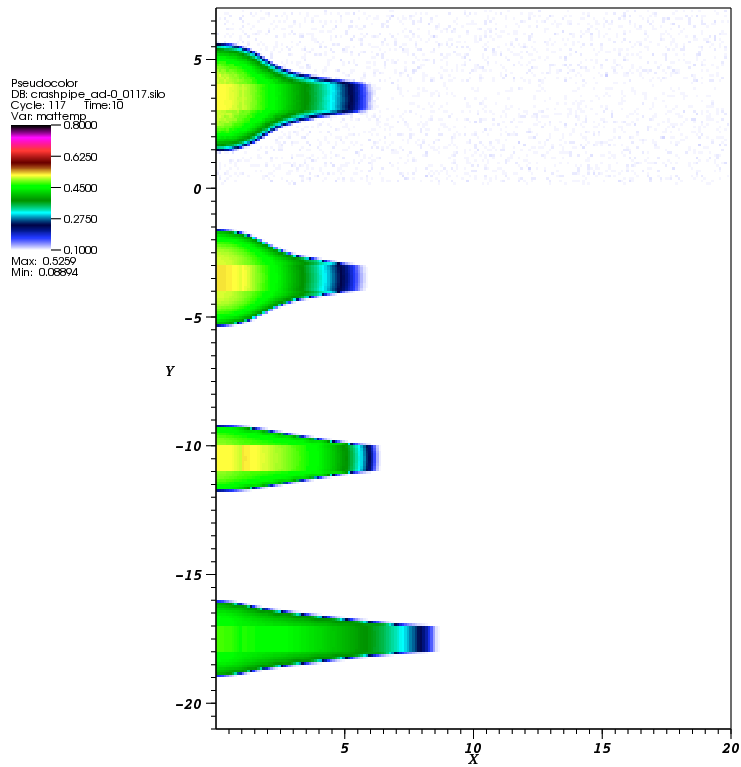 Pseudocolor
DB: crashpipe_ad-0_0117.silo
Cycle: 117 Time:10
Var: mattemp
0.8000
0.6250
0.4500
0.2750
0.1000
Max: 0.5259
Min: 0.08894
5
0
-5
Y
-10
-15
-20
5
10
15
20
X